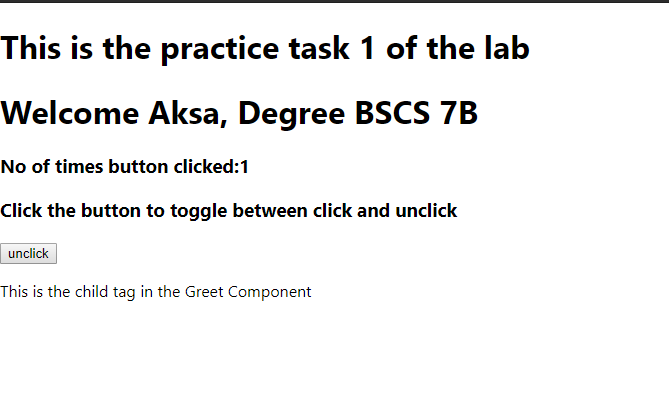 This is the practice task 1 of the lab
Welcome Aksa, Degree BSCS 7B
No of times button clicked:1
Click the button to toggle between click and unclick
unclick
This is the child tag in the Greet Component